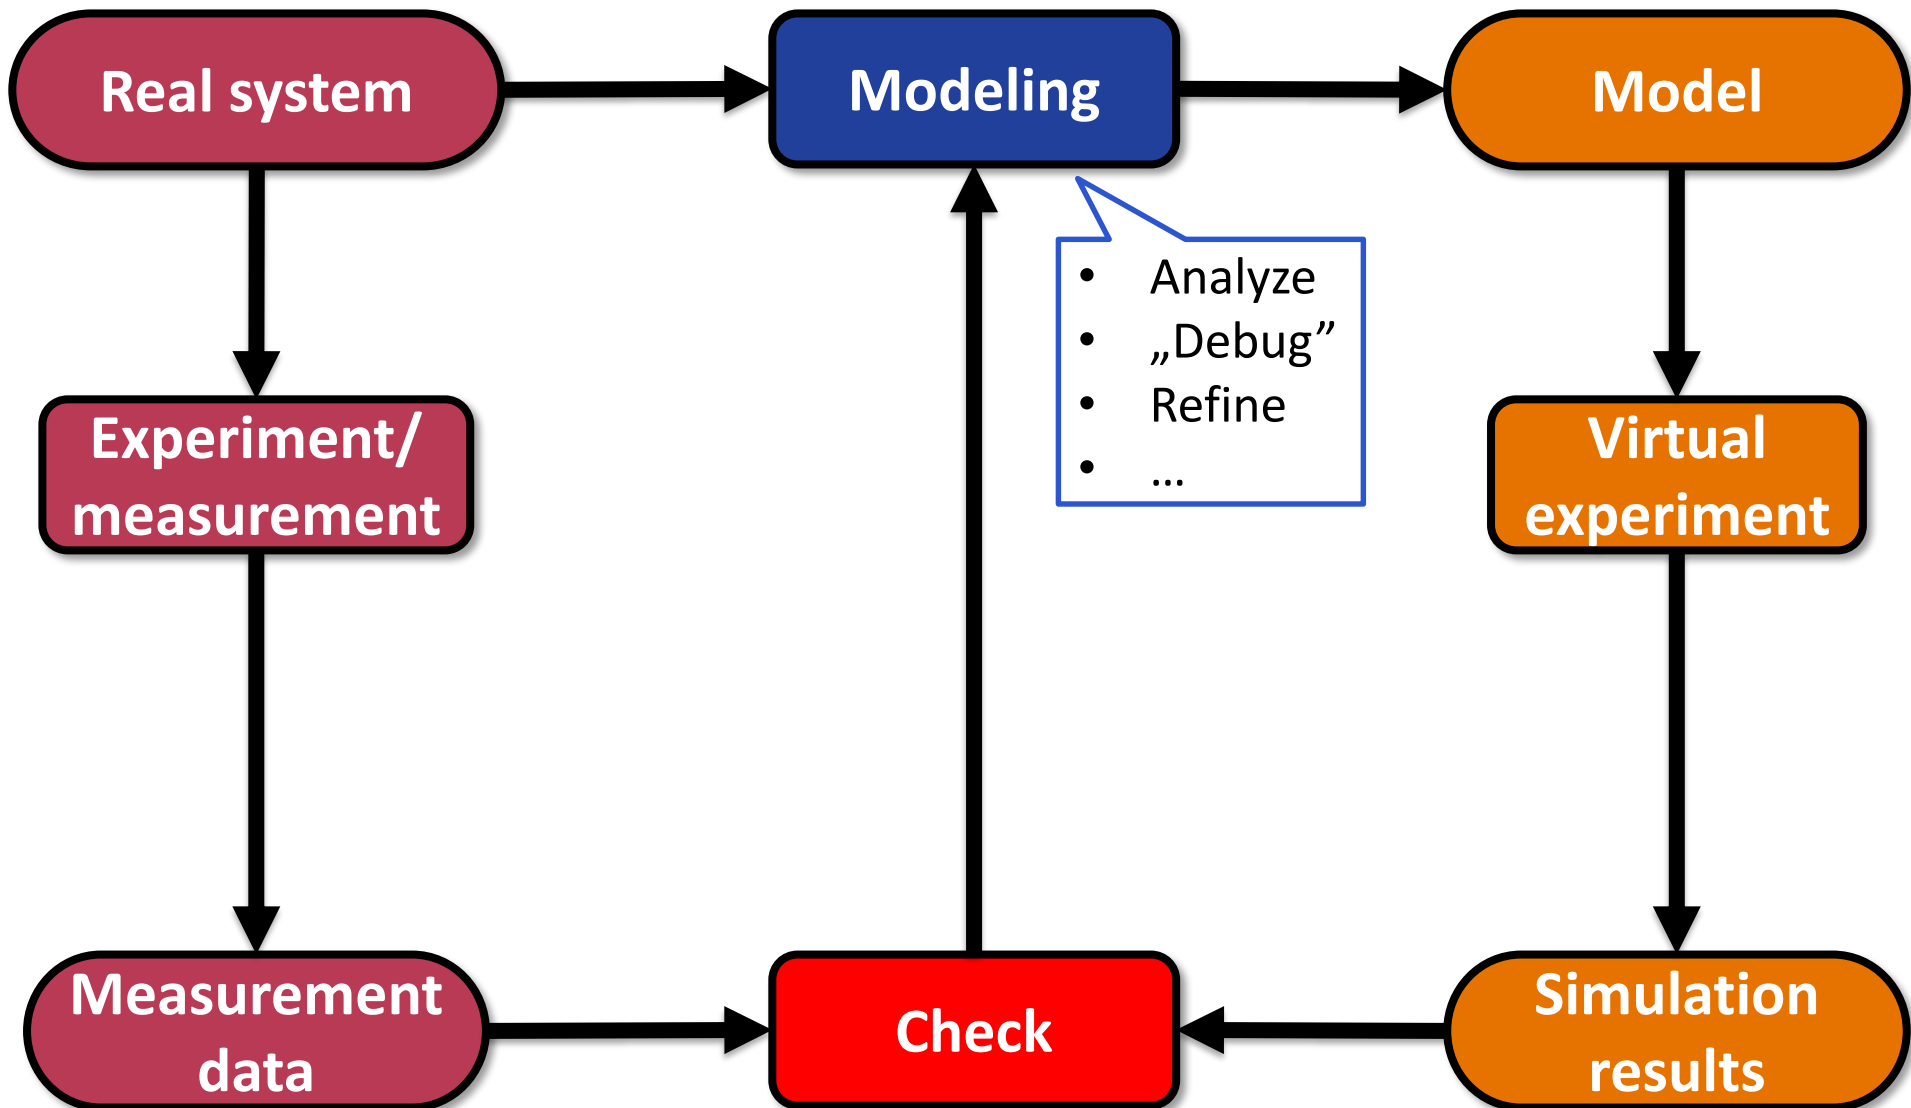 Real system
Modeling
Model
• Analyze
• „Debug”
• Refine
• ...
Experiment/
measurement
Virtual
experiment
Measurement
data
Check
Simulation
results